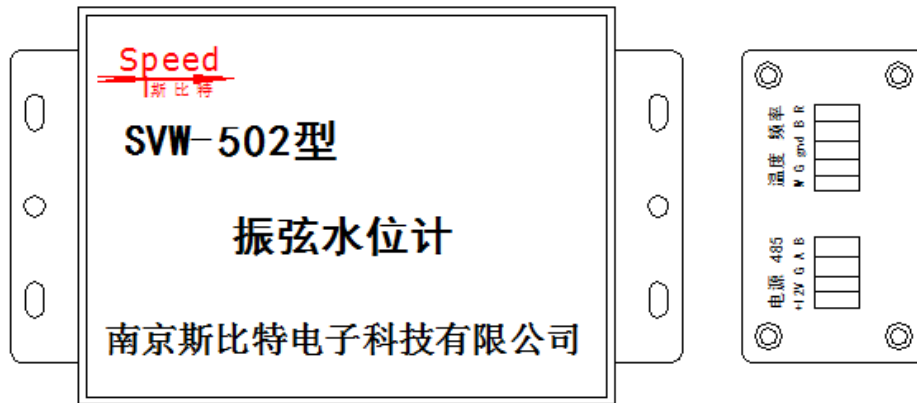 Speed
斯比特
SVW-502型
振弦水位计
南京斯比特电子科技有限公司
温度 频率
W G gnd B R
电源 485
+12V G A B